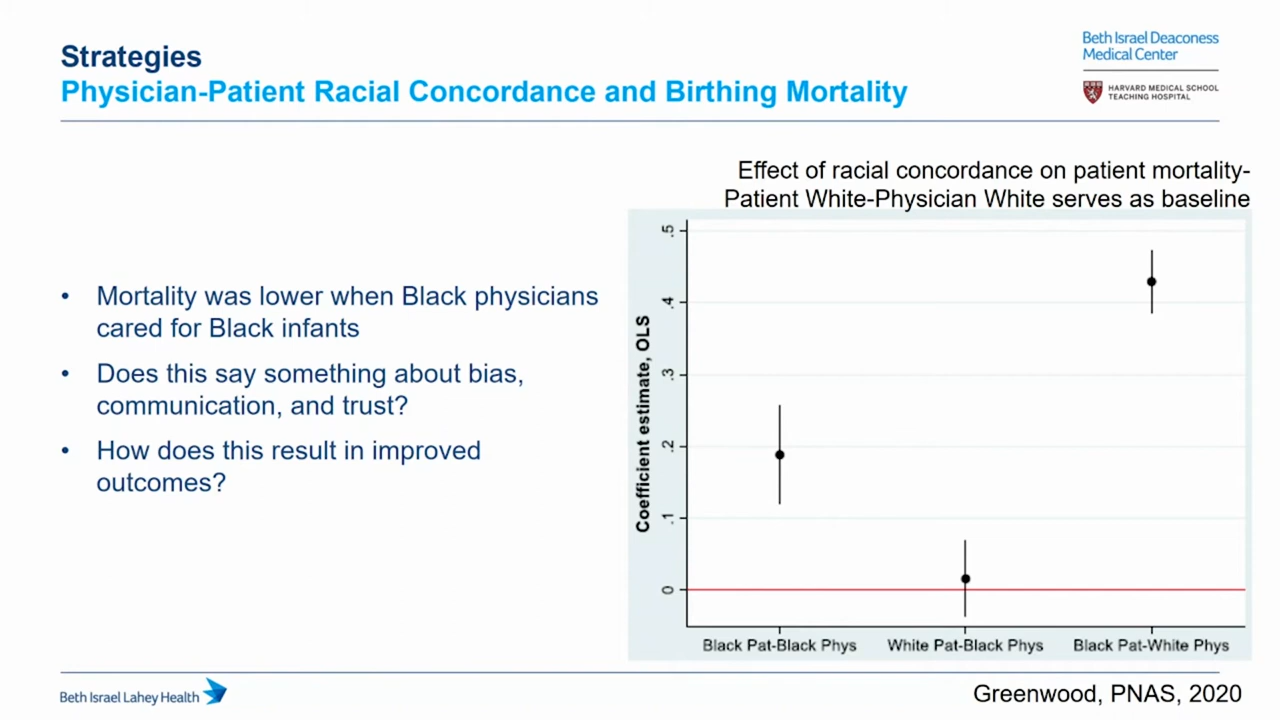 Strategies
Physician-Patient Racial Concordance and Birthing Mortality
Beth Israel Deaconess
Medical Center
HARVARD MEDICAL SCHOOL
TEACHING HOSPITAL
• Mortality was lower when Black physicians
cared for Black infants
• Does this say something about bias,
communication, and trust?
• How does this result in improved
outcomes?
Effect of racial concordance on patient mortality-
Patient White-Physician White serves as baseline
Coefficient estimate, OLS
.5
.4
.3
.2
.1
0
Black Pat-Black Phys
White Pat-Black Phys
Black Pat-White Phys
Beth Israel Lahey Health
Greenwood, PNAS, 2020